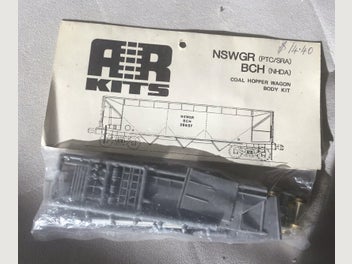 AR
KITS
NSWGR (PTC/SRA)
BCH (NHDA)
COAL HOPPER WAGON
BODY KIT
$14.40
NSWGR
BCH